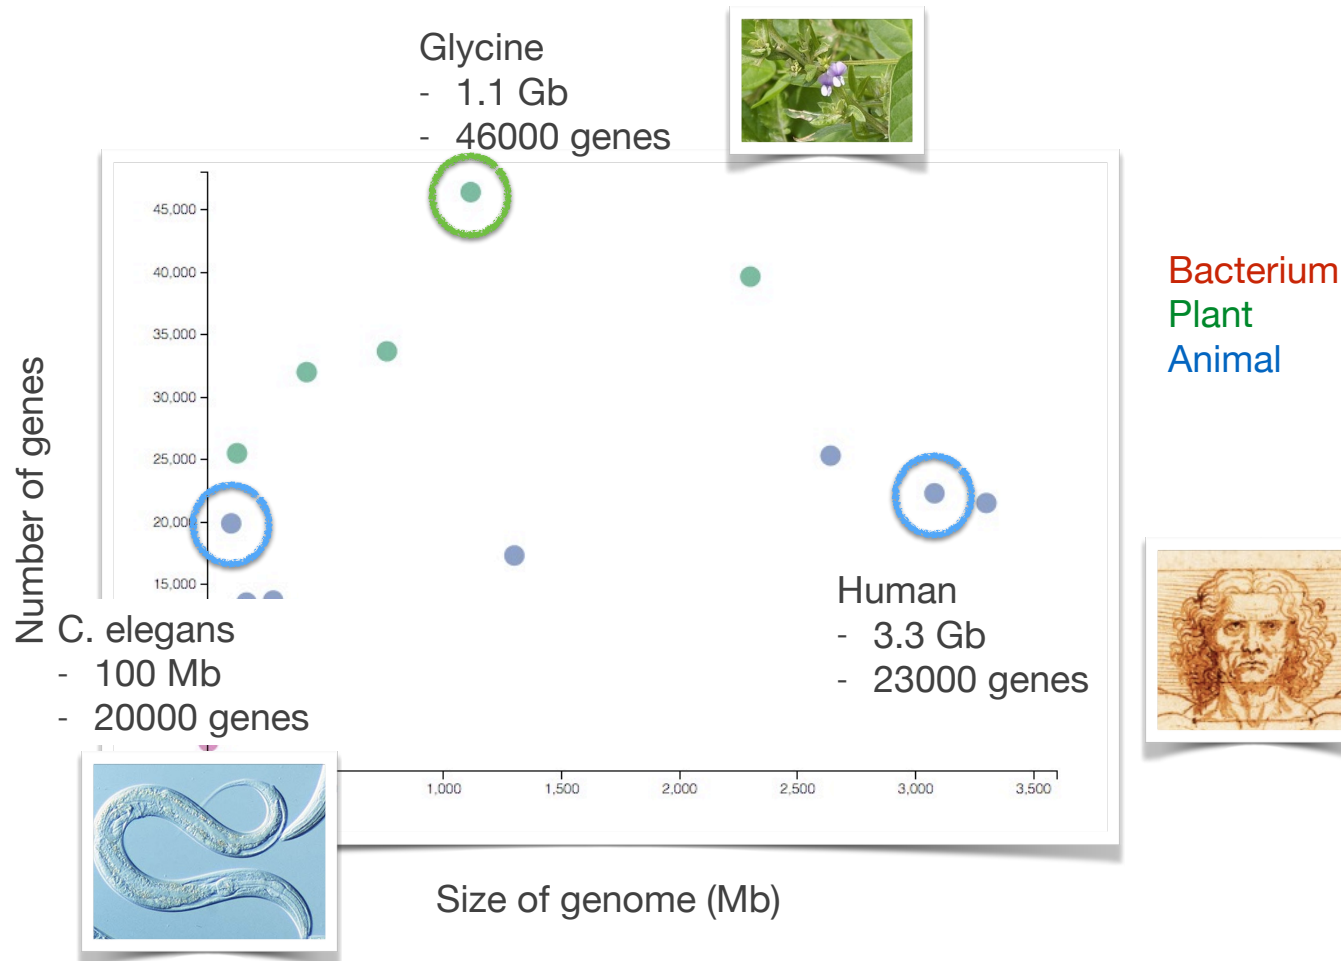 Glycine
- 1.1 Gb
- 46000 genes
45,000
40,000
35,000
30,000
25,000
20,000
15,000
Number of genes
Bacterium
Plant
Animal
C. elegans
- 100 Mb
- 20000 genes
Human
- 3.3 Gb
- 23000 genes
1,000 1,500 2,000 2,500 3,000 3,500
Size of genome (Mb)